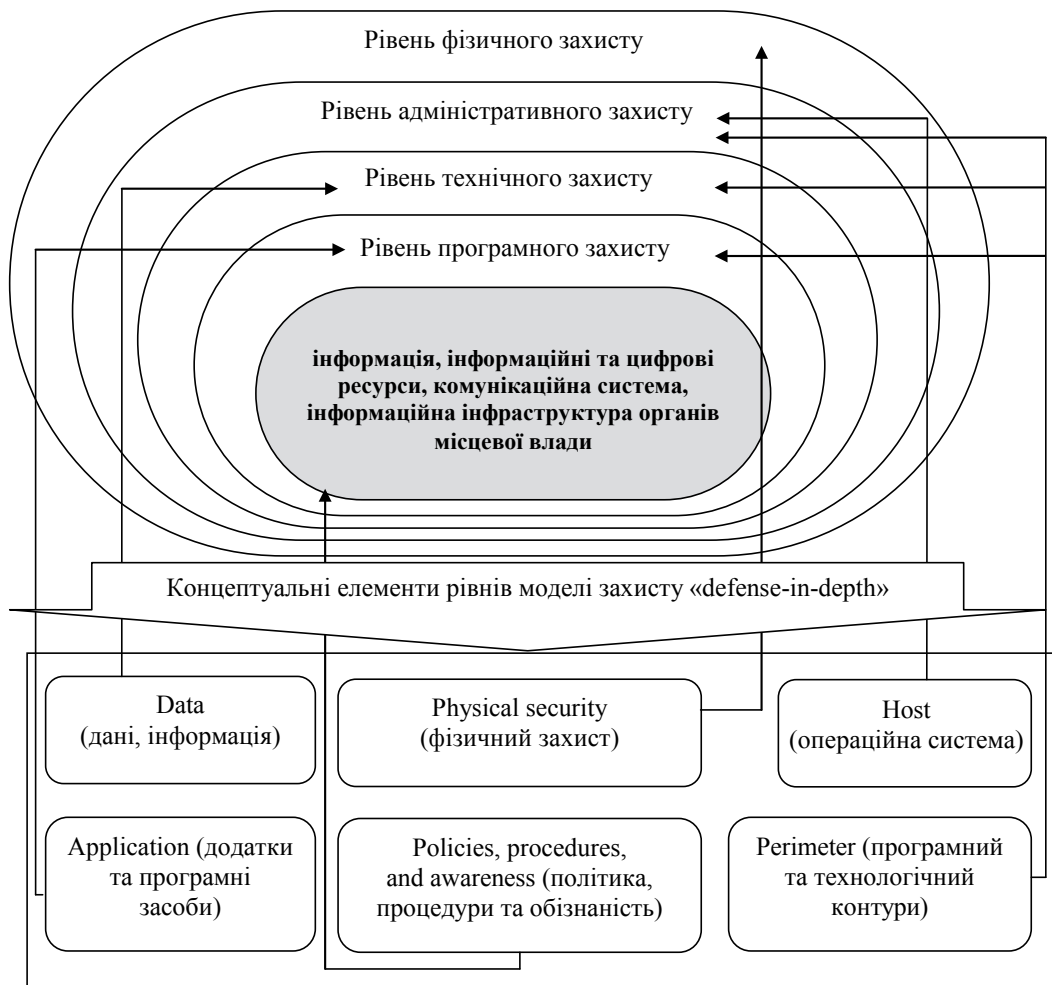 Рівень фізичного захисту
Рівень адміністративного захисту
Рівень технічного захисту
Рівень програмного захисту
інформація, інформаційні та цифрові
ресурси, комунікаційна система,
інформаційна інфраструктура органів
місцевої влади
Концептуальні елементи рівнів моделі захисту «defense-in-depth»
Data
(дані, інформація)
Physical security
(фізичний захист)
Host
(операційна система)
Application (додатки
та програмні
засоби)
Policies, procedures,
and awareness (політика,
процедури та обізнаність)
Perimeter (програмний
та технологічний
контури)